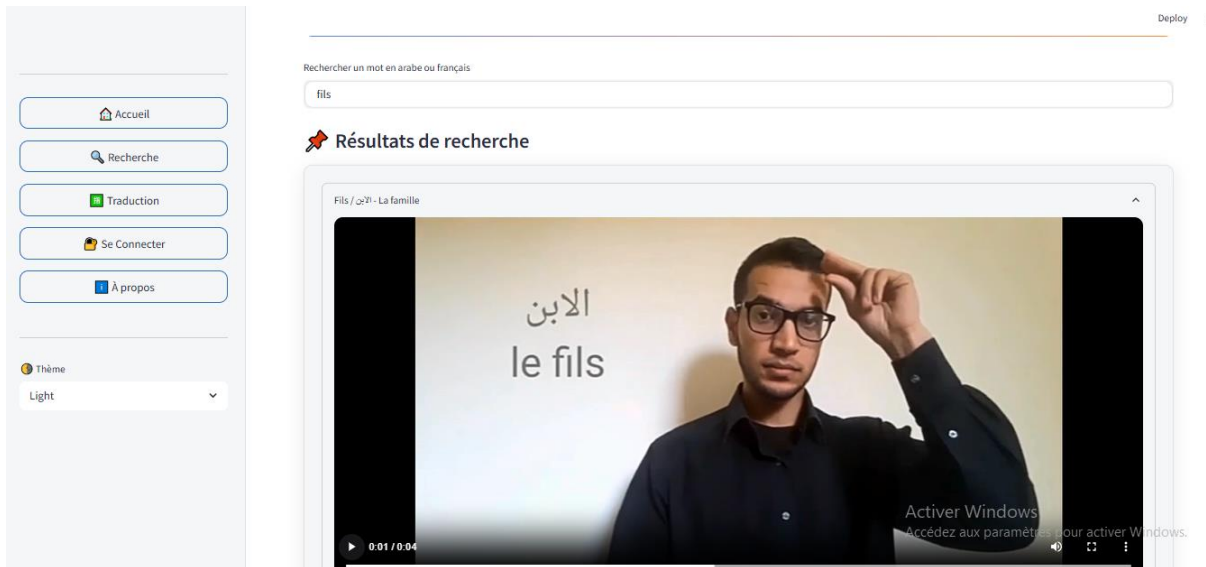 Deploy
Rechercher un mot en arabe ou français
fils
Résultats de recherche
Accueil
Recherche
Traduction
Se Connecter
À propos
Thème
Light
Fils / الابن - La famille
الابن
le fils
Activer Windows
Accédez aux paramètres pour activer Windows.
0:01 / 0:04